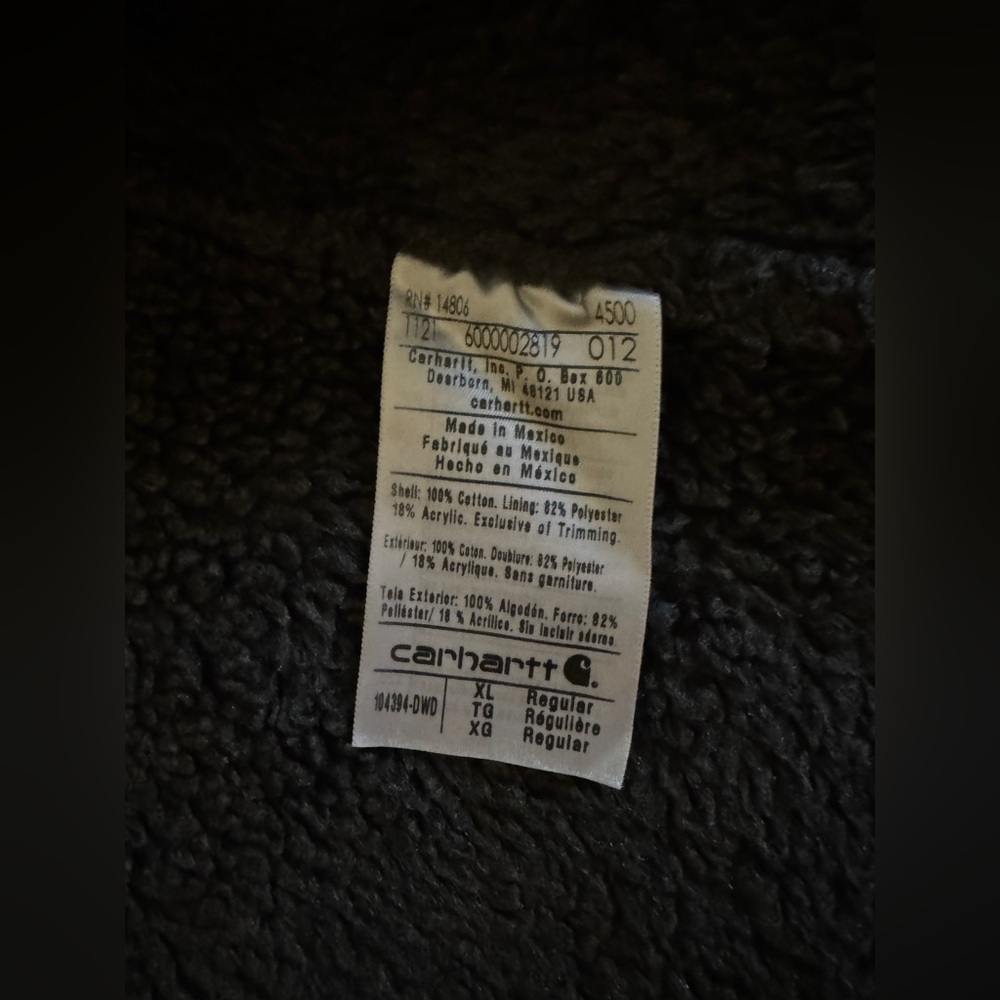 RN# 14806 4500
1121 6000002819 012
Carhartt, Inc. P. O. Box 600
Dearborn, MI 48121 USA
carhartt.com
Made in Mexico
Fabriqué au Mexique
Hecho en México
Shell: 100% Cotton. Lining: 82% Polyester
18% Acrylic. Exclusive of Trimming.
Extérieur: 100% Coton. Doublure: 82% Polyester
/ 18% Acrylique. Sans garniture.
Tela Exterior: 100% Algodón. Forro: 82%
Poliéster/ 18 % Acrílico. Sin incluir adorno.
carhartt
104394-DWD
XL Regular
TG Régulière
XG Regular